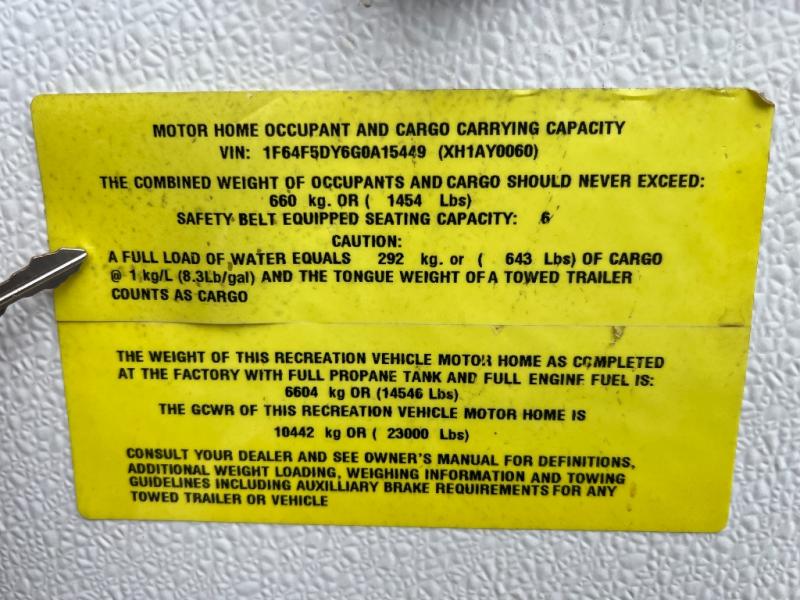 MOTOR HOME OCCUPANT AND CARGO CARRYING CAPACITY
VIN: 1F64F5DY6G0A15449 (XH1AY0060)
THE COMBINED WEIGHT OF OCCUPANTS AND CARGO SHOULD NEVER EXCEED:
660 kg. OR ( 1454 Lbs)
SAFETY BELT EQUIPPED SEATING CAPACITY: 6
CAUTION:
A FULL LOAD OF WATER EQUALS 292 kg. or ( 643 Lbs) OF CARGO
@ 1 kg/L (8.3Lb/gal) AND THE TONGUE WEIGHT OF A TOWED TRAILER
COUNTS AS CARGO
THE WEIGHT OF THIS RECREATION VEHICLE MOTOR HOME AS COMPLETED
AT THE FACTORY WITH FULL PROPANE TANK AND FULL ENGINE FUEL IS:
6604 kg OR (14546 Lbs)
THE GCWR OF THIS RECREATION VEHICLE MOTOR HOME IS
10442 kg OR ( 23000 Lbs)
CONSULT YOUR DEALER AND SEE OWNER'S MANUAL FOR DEFINITIONS,
ADDITIONAL WEIGHT LOADING, WEIGHING INFORMATION AND TOWING
GUIDELINES INCLUDING AUXILLIARY BRAKE REQUIREMENTS FOR ANY
TOWED TRAILER OR VEHICLE